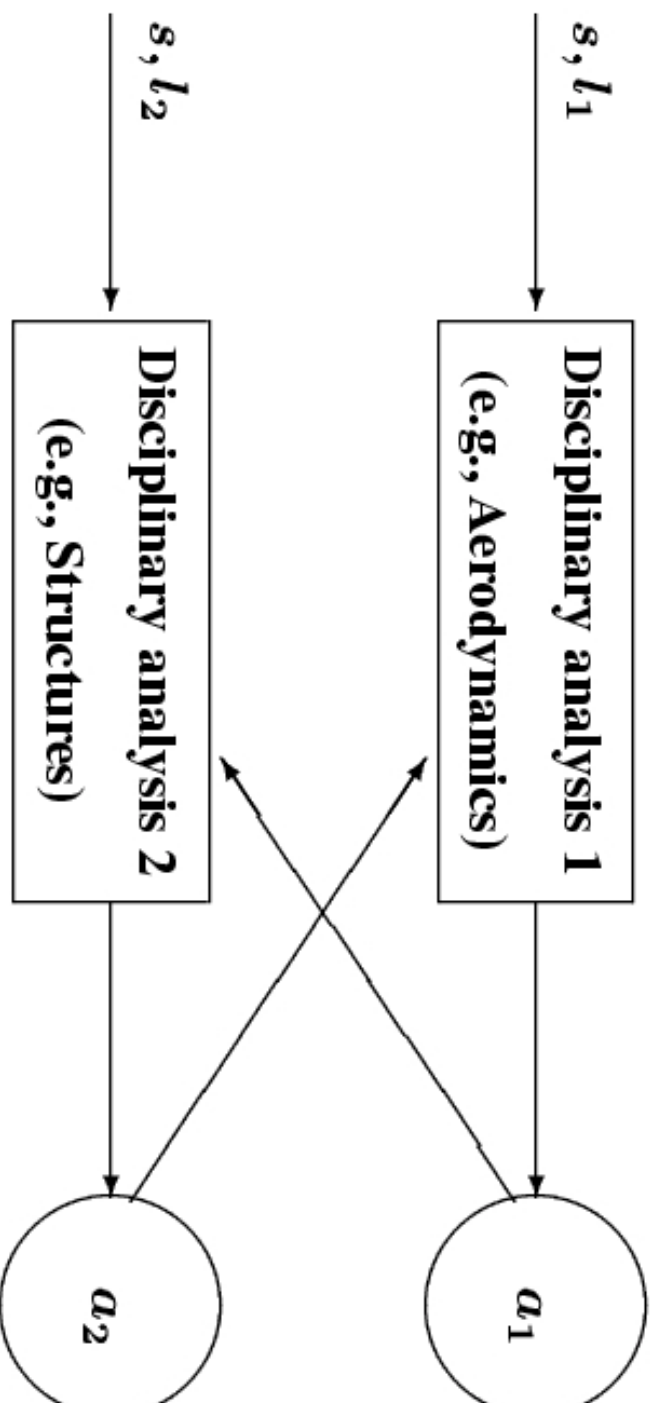 s, l₁
Disciplinary analysis 1
(e.g., Aerodynamics)
a₁
s, l₂
Disciplinary analysis 2
(e.g., Structures)
a₂